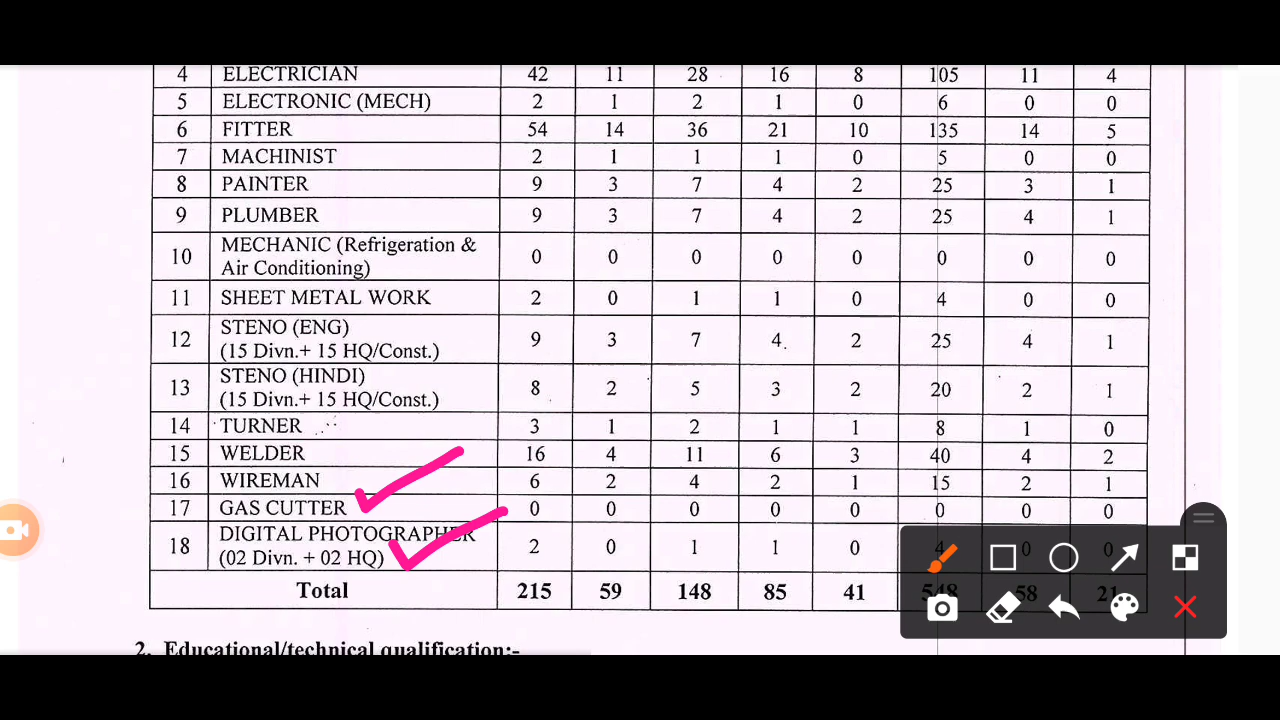 4 ELECTRICIAN 42 11 28 16 8 105 11 4
5 ELECTRONIC (MECH) 2 1 2 1 0 6 0 0
6 FITTER 54 14 36 21 10 135 14 5
7 MACHINIST 2 1 1 1 0 5 0 0
8 PAINTER 9 3 7 4 2 25 3 1
9 PLUMBER 9 3 7 4 2 25 4 1
10 MECHANIC (Refrigeration & Air Conditioning) 0 0 0 0 0 0 0 0
11 SHEET METAL WORK 2 0 1 1 0 4 0 0
12 STENO (ENG) (15 Divn.+ 15 HQ/Const.) 9 3 7 4 2 25 4 1
13 STENO (HINDI) (15 Divn.+ 15 HQ/Const.) 8 2 5 3 2 20 2 1
14 TURNER 3 1 2 1 1 8 1 0
15 WELDER 16 4 11 6 3 40 4 2
16 WIREMAN 6 2 4 2 1 15 2 1
17 GAS CUTTER 0 0 0 0 0 0 0 0
18 DIGITAL PHOTOGRAPHER (02 Divn. + 02 HQ) 2 0 1 1 0 4 0 0
Total 215 59 148 85 41 548 58 21
2. Educational/technical qualification:-